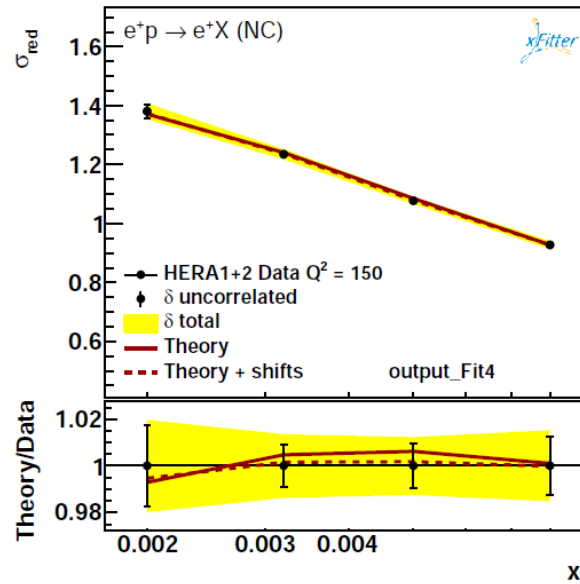 e⁺p → e⁺X (NC)
xFitter
σ_red
1.6
1.4
1.2
1
0.8
0.6
HERA1+2 Data Q² = 150
δ uncorrelated
δ total
Theory
Theory + shifts output_Fit4
Theory/Data
1.02
1
0.98
0.002 0.003 0.004
x